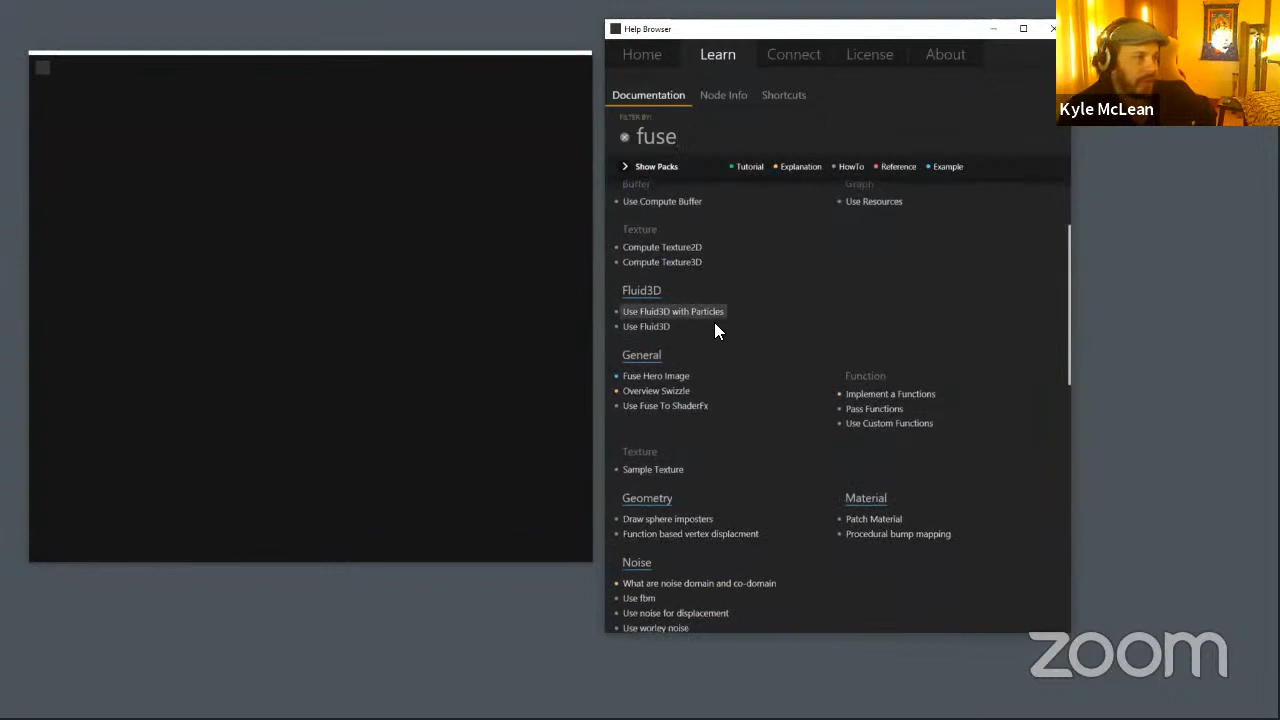 Help Browser
Home Learn Connect License About
Documentation Node Info Shortcuts
FILTER BY:
fuse
Show Packs Tutorial Explanation HowTo Reference Example
Buffer Graph
Use Compute Buffer Use Resources
Texture
Compute Texture2D
Compute Texture3D
Fluid3D
Use Fluid3D with Particles
Use Fluid3D
General
Fuse Hero Image Function
Overview Swizzle Implement a Functions
Use Fuse To ShaderFx Pass Functions
Use Custom Functions
Texture
Sample Texture
Geometry Material
Draw sphere imposters Patch Material
Function based vertex displacment Procedural bump mapping
Noise
What are noise domain and co-domain
Use fbm
Use noise for displacement
Use worley noise
Kyle McLean
zoom